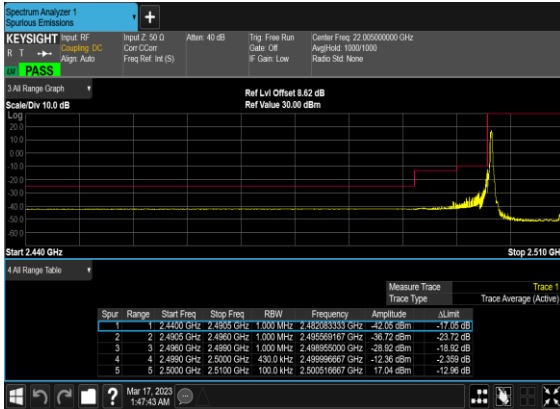 Spectrum Analyzer 1
Spurious Emissions
+
KEYSIGHT Input: RF Input Z: 50 Ω Atten: 40 dB Trig: Free Run Center Freq: 22.005000000 GHz
R T Coupling: DC Corr CCorr Gate: Off Avg|Hold: 1000/1000
Align: Auto Freq Ref: Int (S) IF Gain: Low Radio Std: None
PASS
3 All Range Graph
Ref Lvl Offset 8.62 dB
Scale/Div 10.0 dB Ref Value 30.00 dBm
Log
20.0
10.0
0.00
-10.0
-20.0
-30.0
-40.0
-50.0
-60.0
Start 2.440 GHz Stop 2.510 GH
4 All Range Table
Measure Trace Trace 1
Trace Type Trace Average (Active)
Spur Range Start Freq Stop Freq RBW Frequency Amplitude ΔLimit
1 1 2.4400 GHz 2.4905 GHz 1.000 MHz 2.482083333 GHz -42.05 dBm -17.05 dB
2 2 2.4905 GHz 2.4960 GHz 1.000 MHz 2.495569167 GHz -36.72 dBm -23.72 dB
3 3 2.4960 GHz 2.4990 GHz 1.000 MHz 2.498955000 GHz -28.92 dBm -18.92 dB
4 4 2.4990 GHz 2.5000 GHz 430.0 kHz 2.499996667 GHz -12.36 dBm -2.359 dB
5 5 2.5000 GHz 2.5100 GHz 100.0 kHz 2.500516667 GHz 17.04 dBm -12.96 dB
?
Mar 17, 2023
1:47:43 AM